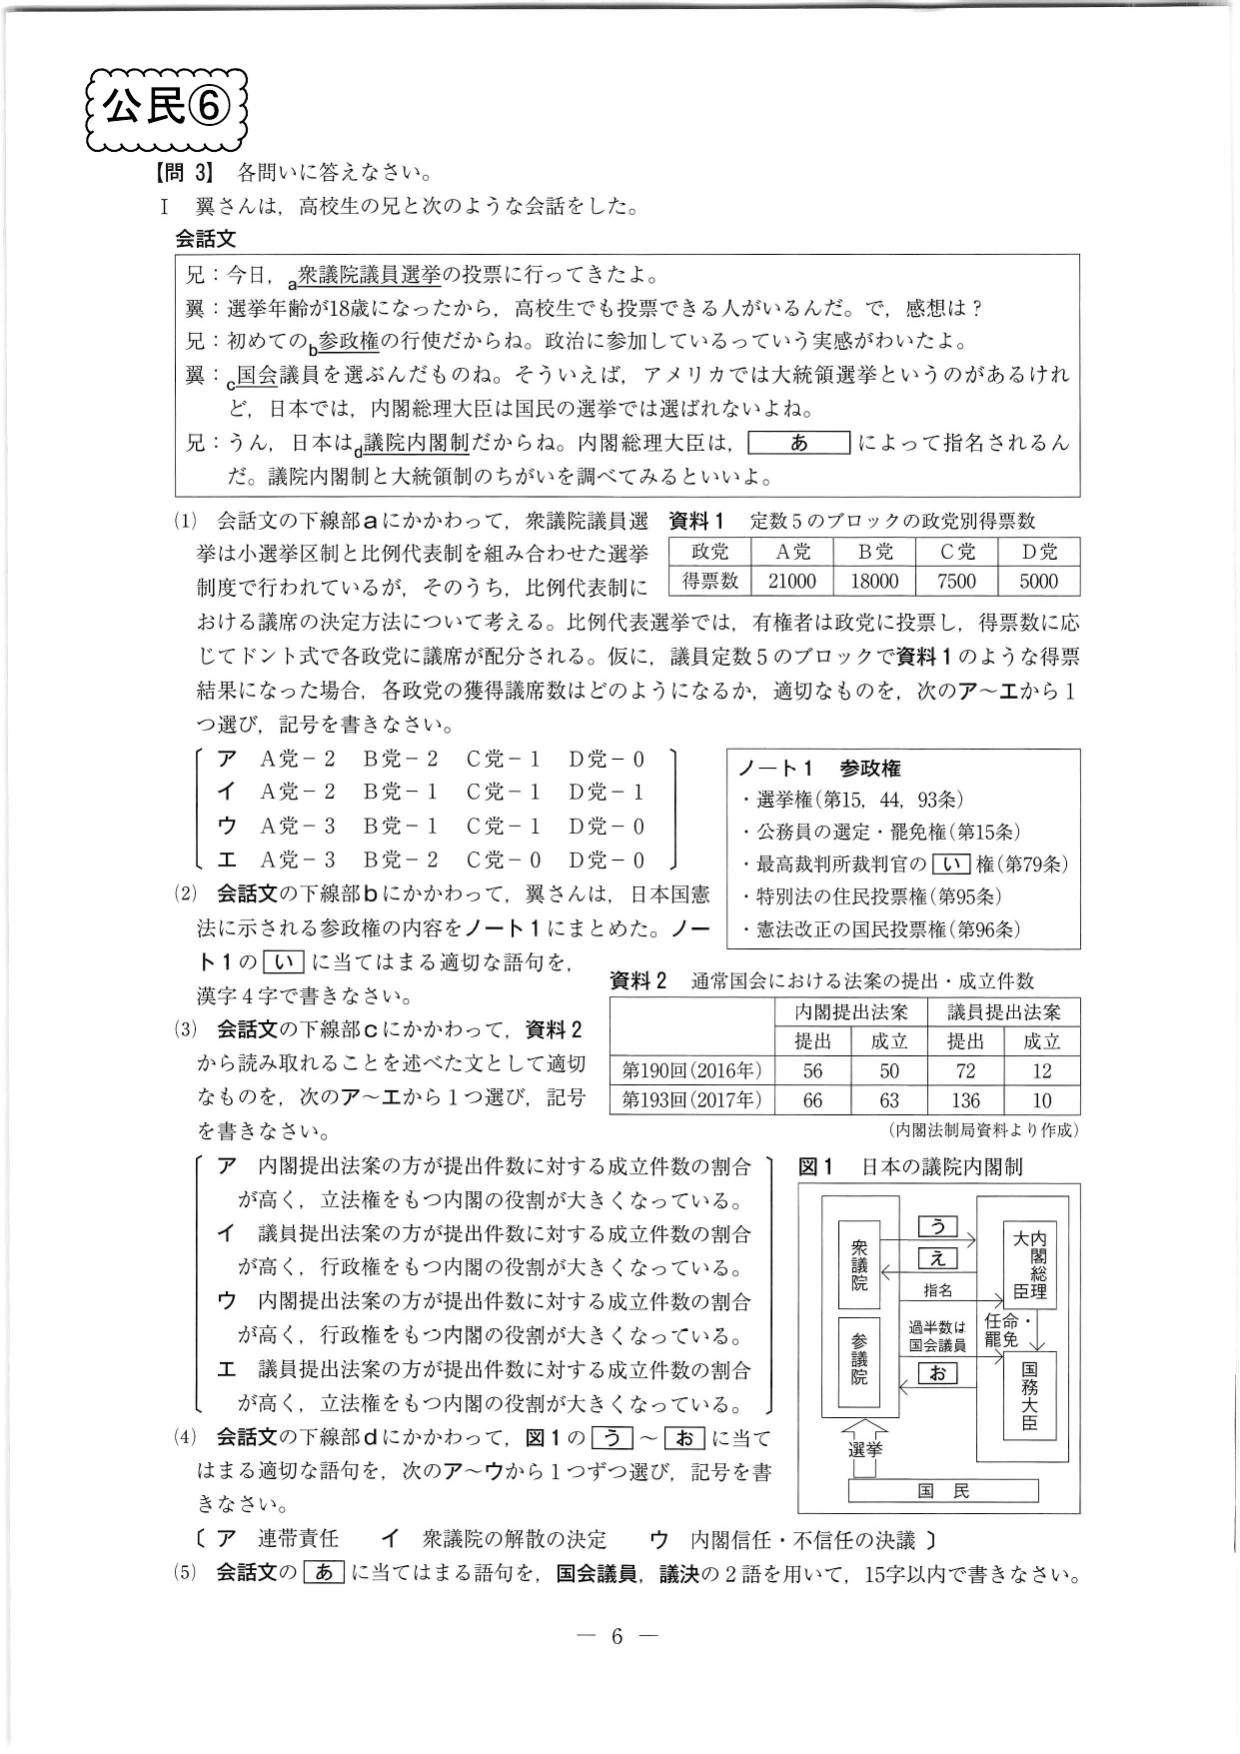 公民⑥
【問 3】 各問いに答えなさい。
Ⅰ 翼さんは，高校生の兄と次のような会話をした。
会話文
兄：今日，a衆議院議員選挙の投票に行ってきたよ。
翼：選挙年齢が18歳になったから，高校生でも投票できる人がいるんだ。で，感想は？
兄：初めてのb参政権の行使だからね。政治に参加しているっていう実感がわいたよ。
翼：c国会議員を選ぶんだものね。そういえば，アメリカでは大統領選挙というのがあるけれ
ど，日本では，内閣総理大臣は国民の選挙では選ばれないよね。
兄：うん，日本はd議院内閣制だからね。内閣総理大臣は，あによって指名されるん
だ。議院内閣制と大統領制のちがいを調べてみるといいよ。
(1) 会話文の下線部aにかかわって，衆議院議員選
挙は小選挙区制と比例代表制を組み合わせた選挙
制度で行われているが，そのうち，比例代表制に
資料1 定数5のブロックの政党別得票数
政党 A党 B党 C党 D党
得票数 21000 18000 7500 5000
おける議席の決定方法について考える。比例代表選挙では，有権者は政党に投票し，得票数に応
じてドント式で各政党に議席が配分される。仮に，議員定数5のブロックで資料1のような得票
結果になった場合，各政党の獲得議席数はどのようになるか，適切なものを，次のア～エから1
つ選び，記号を書きなさい。
ア A党－2 B党－2 C党－1 D党－0
イ A党－2 B党－1 C党－1 D党－1
ウ A党－3 B党－1 C党－1 D党－0
エ A党－3 B党－2 C党－0 D党－0
ノート1 参政権
・選挙権(第15，44，93条)
・公務員の選定・罷免権(第15条)
・最高裁判所裁判官のい権(第79条)
・特別法の住民投票権(第95条)
・憲法改正の国民投票権(第96条)
(2) 会話文の下線部bにかかわって，翼さんは，日本国憲
法に示される参政権の内容をノート1にまとめた。ノー
ト1のいに当てはまる適切な語句を，
漢字4字で書きなさい。
(3) 会話文の下線部cにかかわって，資料2
から読み取れることを述べた文として適切
なものを，次のア～エから1つ選び，記号
を書きなさい。
資料2 通常国会における法案の提出・成立件数
内閣提出法案 議員提出法案
提出 成立 提出 成立
第190回(2016年) 56 50 72 12
第193回(2017年) 66 63 136 10
(内閣法制局資料より作成)
ア 内閣提出法案の方が提出件数に対する成立件数の割合
が高く，立法権をもつ内閣の役割が大きくなっている。
イ 議員提出法案の方が提出件数に対する成立件数の割合
が高く，行政権をもつ内閣の役割が大きくなっている。
ウ 内閣提出法案の方が提出件数に対する成立件数の割合
が高く，行政権をもつ内閣の役割が大きくなっている。
エ 議員提出法案の方が提出件数に対する成立件数の割合
が高く，立法権をもつ内閣の役割が大きくなっている。
図1 日本の議院内閣制
衆議院
参議院
う
え
指名
過半数は
国会議員
お
内閣総理大臣
任命・
罷免
国務大臣
選挙
国 民
(4) 会話文の下線部dにかかわって，図1のう～おに当て
はまる適切な語句を，次のア～ウから1つずつ選び，記号を書
きなさい。
〔 ア 連帯責任 イ 衆議院の解散の決定 ウ 内閣信任・不信任の決議 〕
(5) 会話文のあに当てはまる語句を，国会議員，議決の2語を用いて，15字以内で書きなさい。
― 6 ―